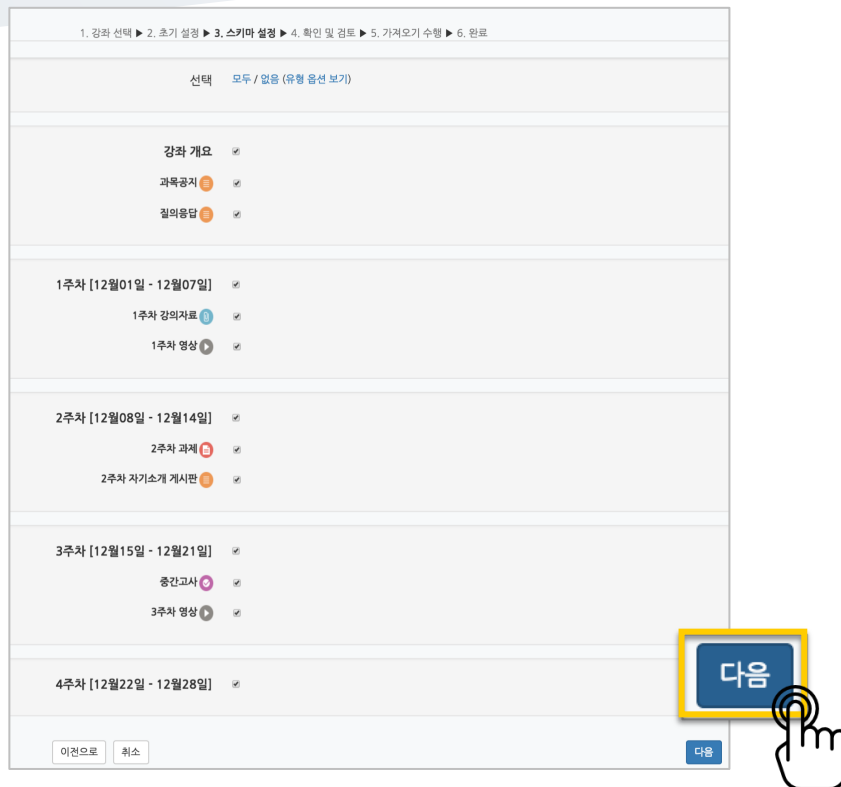 1. 강좌 선택 ▶ 2. 초기 설정 ▶ 3. 스키마 설정 ▶ 4. 확인 및 검토 ▶ 5. 가져오기 수행 ▶ 6. 완료
선택 모두 / 없음 (유형 옵션 보기)
강좌 개요
과목공지
질의응답
1주차 [12월01일 - 12월07일]
1주차 강의자료
1주차 영상
2주차 [12월08일 - 12월14일]
2주차 과제
2주차 자기소개 게시판
3주차 [12월15일 - 12월21일]
중간고사
3주차 영상
4주차 [12월22일 - 12월28일]
다음
이전으로 취소 다음